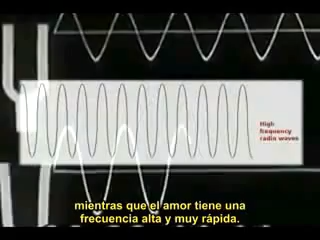 High
frequency
radio waves
mientras que el amor tiene una
frecuencia alta y muy rápida.